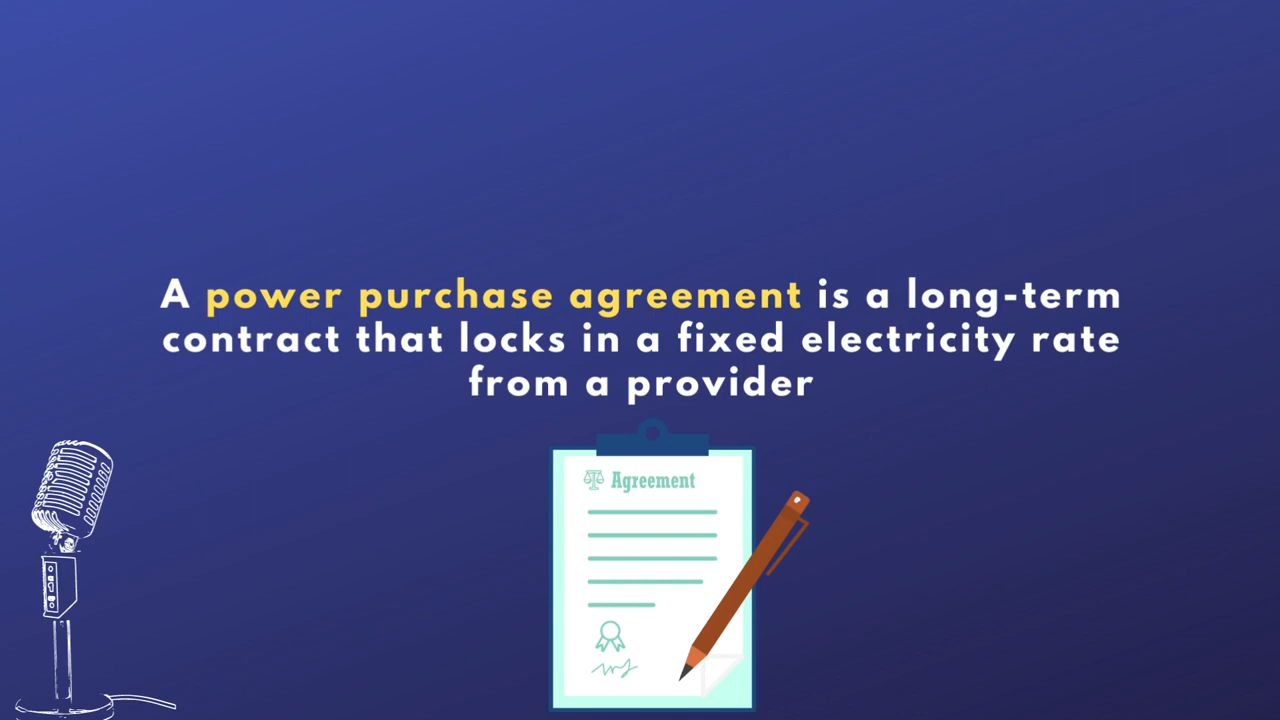 A power purchase agreement is a long-term
contract that locks in a fixed electricity rate
from a provider
Agreement